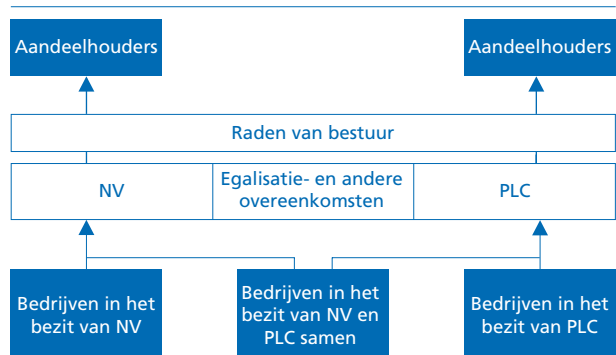 Aandeelhouders
Aandeelhouders
Raden van bestuur
NV
Egalisatie- en andere
overeenkomsten
PLC
Bedrijven in het
bezit van NV
Bedrijven in het
bezit van NV en
PLC samen
Bedrijven in het
bezit van PLC